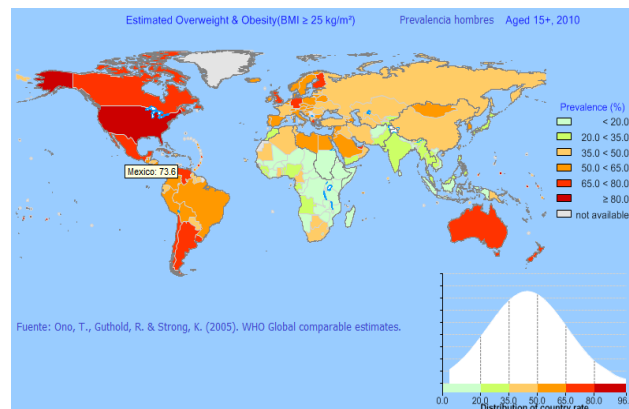 Estimated Overweight & Obesity(BMI ≥ 25 kg/m²) Prevalencia hombres Aged 15+, 2010
Prevalence (%)
< 20.0
20.0 < 35.0
35.0 < 50.0
50.0 < 65.0
65.0 < 80.0
≥ 80.0
not available
Mexico: 73.6
Fuente: Ono, T., Guthold, R. & Strong, K. (2005). WHO Global comparable estimates.
0.0 20.0 35.0 50.0 65.0 80.0 96.
Distribution of country rate